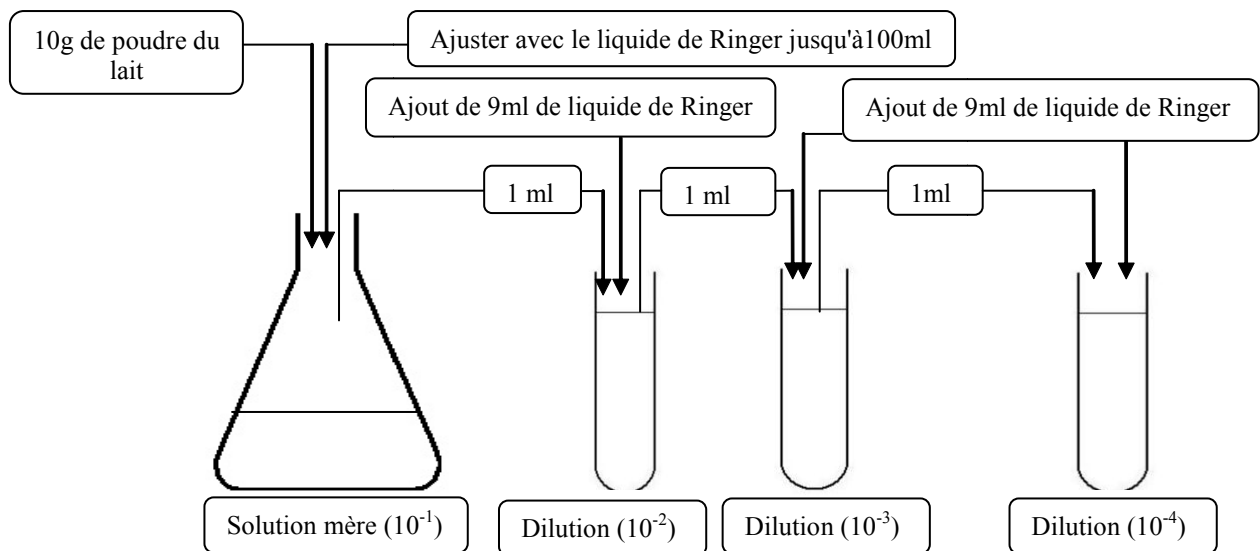 10g de poudre du
lait
Ajuster avec le liquide de Ringer jusqu'à100ml
Ajout de 9ml de liquide de Ringer
Ajout de 9ml de liquide de Ringer
1 ml
1 ml
1ml
Solution mère (10⁻¹)
Dilution (10⁻²)
Dilution (10⁻³)
Dilution (10⁻⁴)